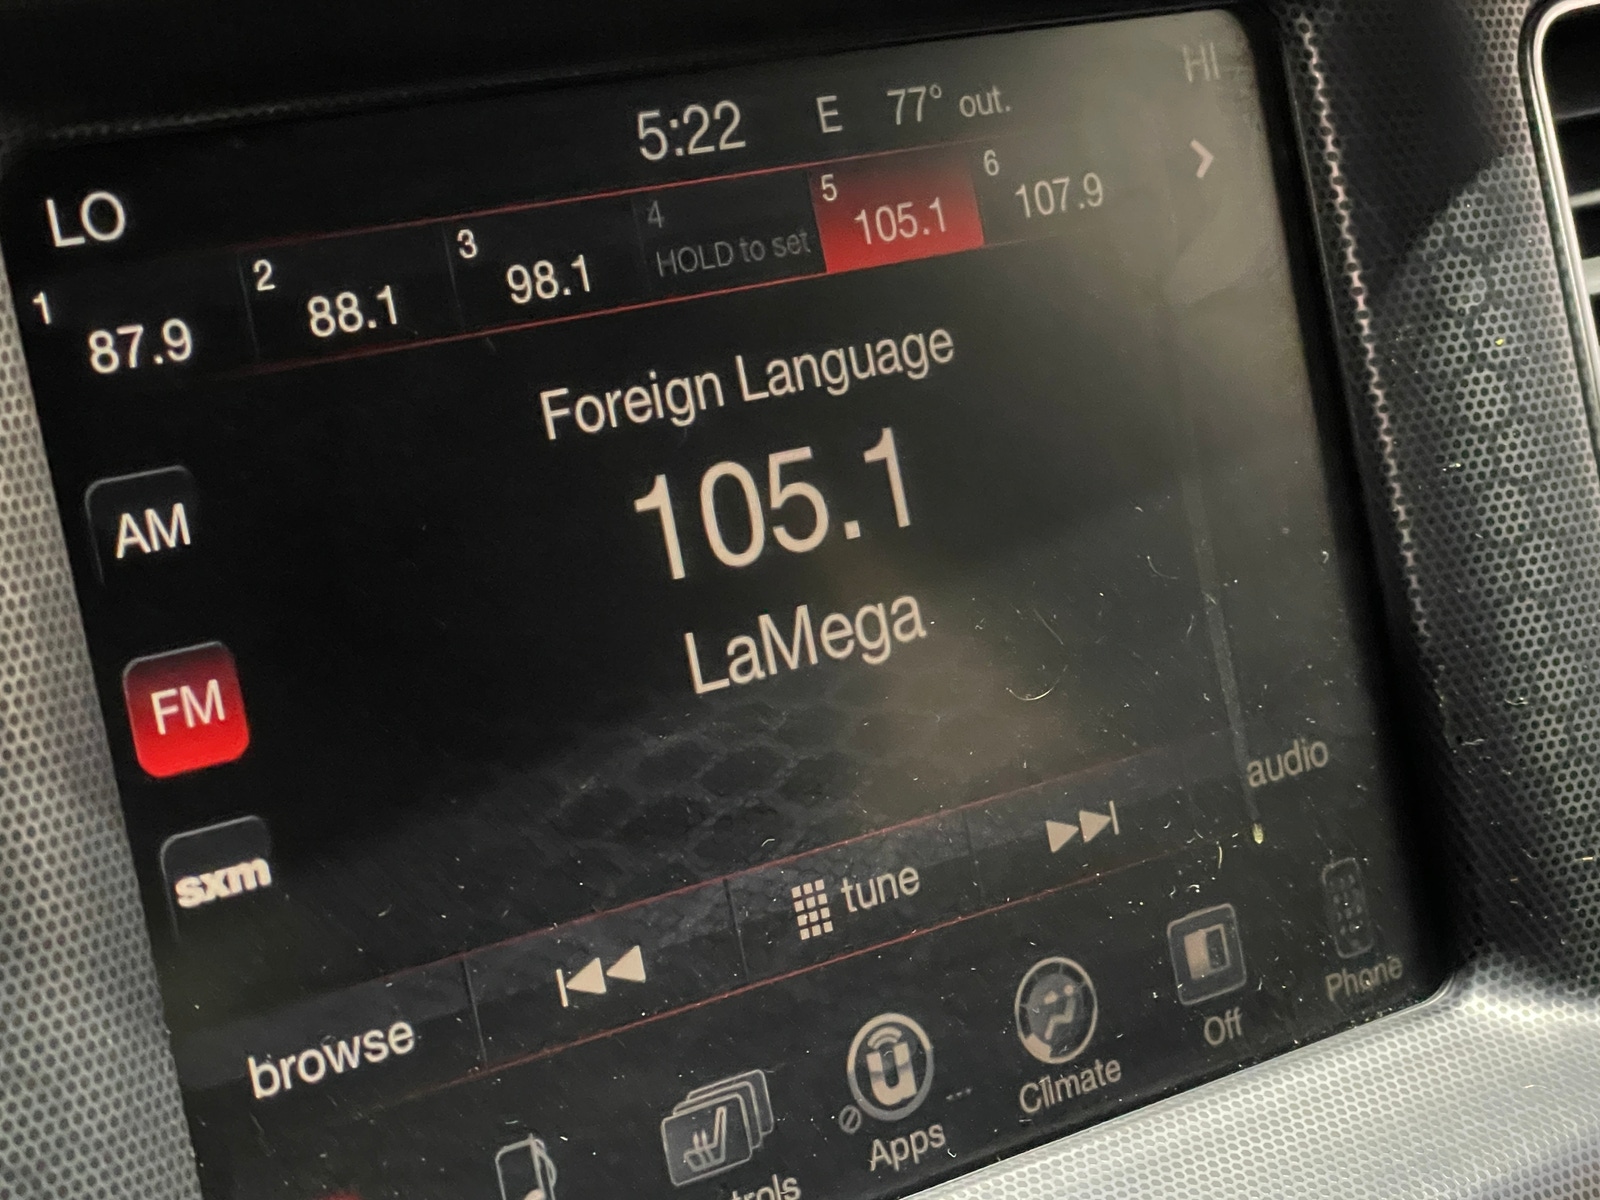 5:22 E 77° out. HI
LO
1 87.9 2 88.1 3 98.1 4 HOLD to set 5 105.1 6 107.9
Foreign Language
105.1
LaMega
AM
FM
sxm
audio
browse tune
Apps Climate Off Phone